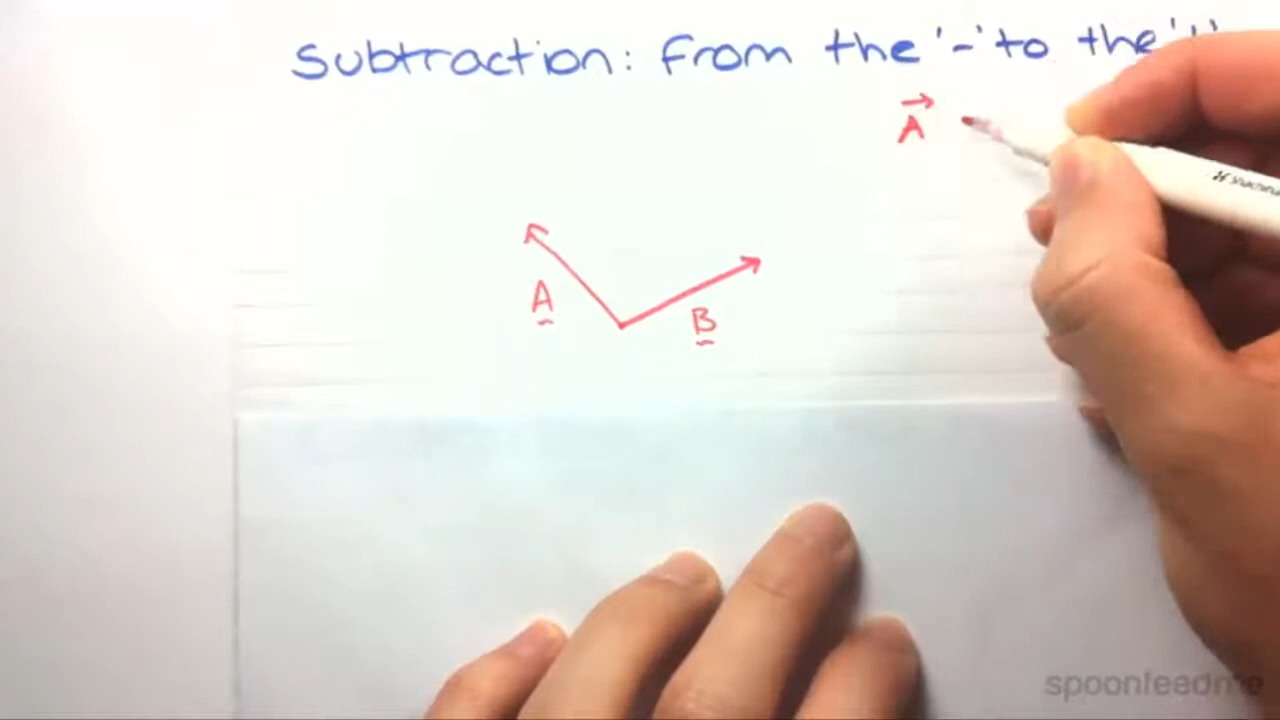 Subtraction: From the '-' to the
A
A
B
spoonfeedme